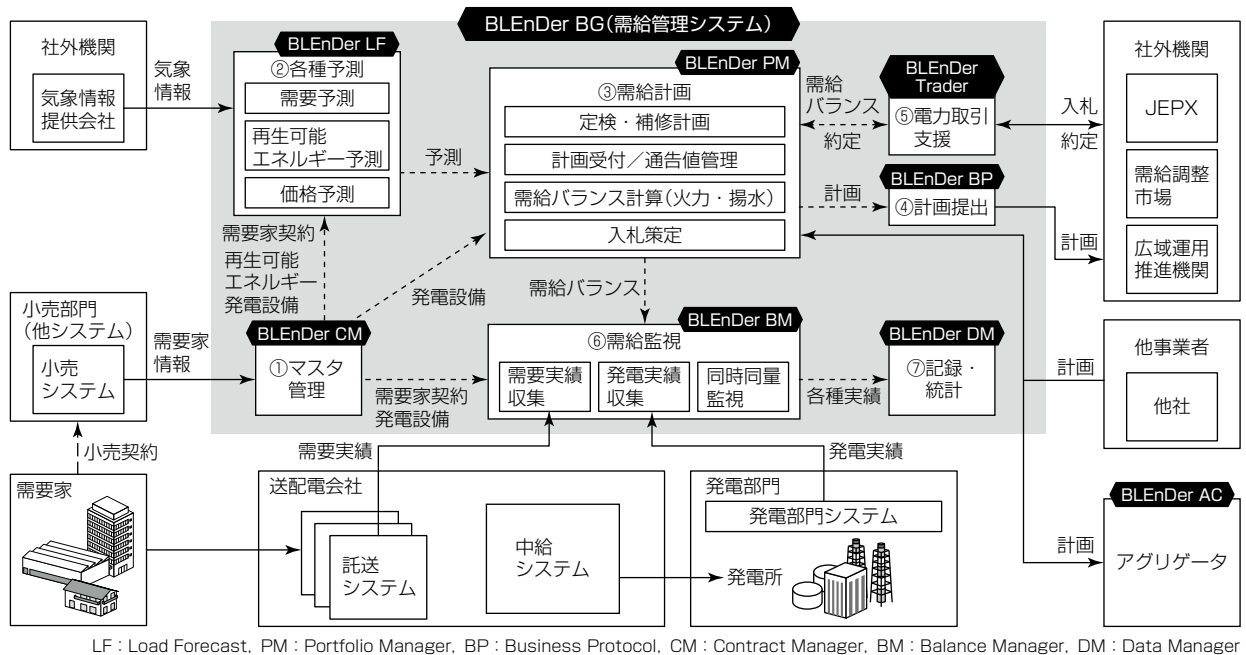 BLEnDer BG（需給管理システム）
社外機関
気象情報
提供会社
気象
情報
BLEnDer LF
②各種予測
需要予測
再生可能
エネルギー予測
価格予測
予測
BLEnDer PM
③需給計画
定検・補修計画
計画受付／通告値管理
需給バランス計算（火力・揚水）
入札策定
需給
バランス
約定
BLEnDer
Trader
⑤電力取引
支援
入札
約定
計画
BLEnDer BP
④計画提出
計画
社外機関
JEPX
需給調整
市場
広域運用
推進機関
需要家契約
再生可能
エネルギー
発電設備
発電設備
需給バランス
小売部門
（他システム）
小売
システム
需要家
情報
BLEnDer CM
①マスタ
管理
需要家契約
発電設備
BLEnDer BM
⑥需給監視
需要実績
収集
発電実績
収集
同時同量
監視
各種実績
BLEnDer DM
⑦記録・
統計
計画
他事業者
他社
小売契約
需要実績
発電実績
需要家
送配電会社
託送
システム
中給
システム
発電部門
発電部門システム
発電所
計画
BLEnDer AC
アグリゲータ
LF：Load Forecast, PM：Portfolio Manager, BP：Business Protocol, CM：Contract Manager, BM：Balance Manager, DM：Data Manager